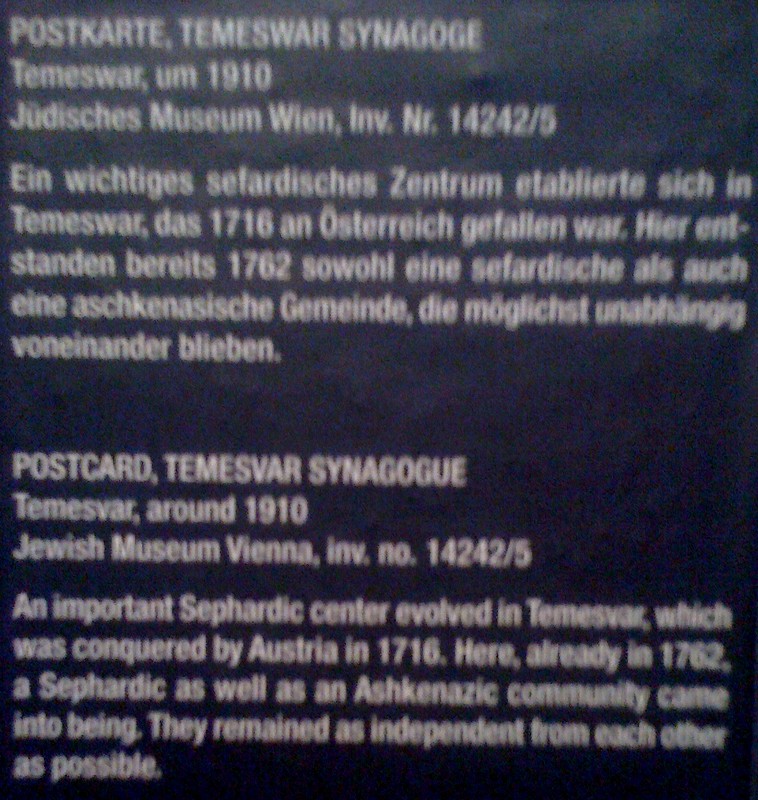 POSTKARTE, TEMESWAR SYNAGOGE
Temeswar, um 1910
Jüdisches Museum Wien, Inv. Nr. 14242/5
Ein wichtiges sefardisches Zentrum etablierte sich in
Temeswar, das 1716 an Österreich gefallen war. Hier ent-
standen bereits 1762 sowohl eine sefardische als auch
eine aschkenasische Gemeinde, die möglichst unabhängig
voneinander blieben.
POSTCARD, TEMESVAR SYNAGOGUE
Temesvar, around 1910
Jewish Museum Vienna, inv. no. 14242/5
An important Sephardic center evolved in Temesvar, which
was conquered by Austria in 1716. Here, already in 1762,
a Sephardic as well as an Ashkenazic community came
into being. They remained as independent from each other
as possible.